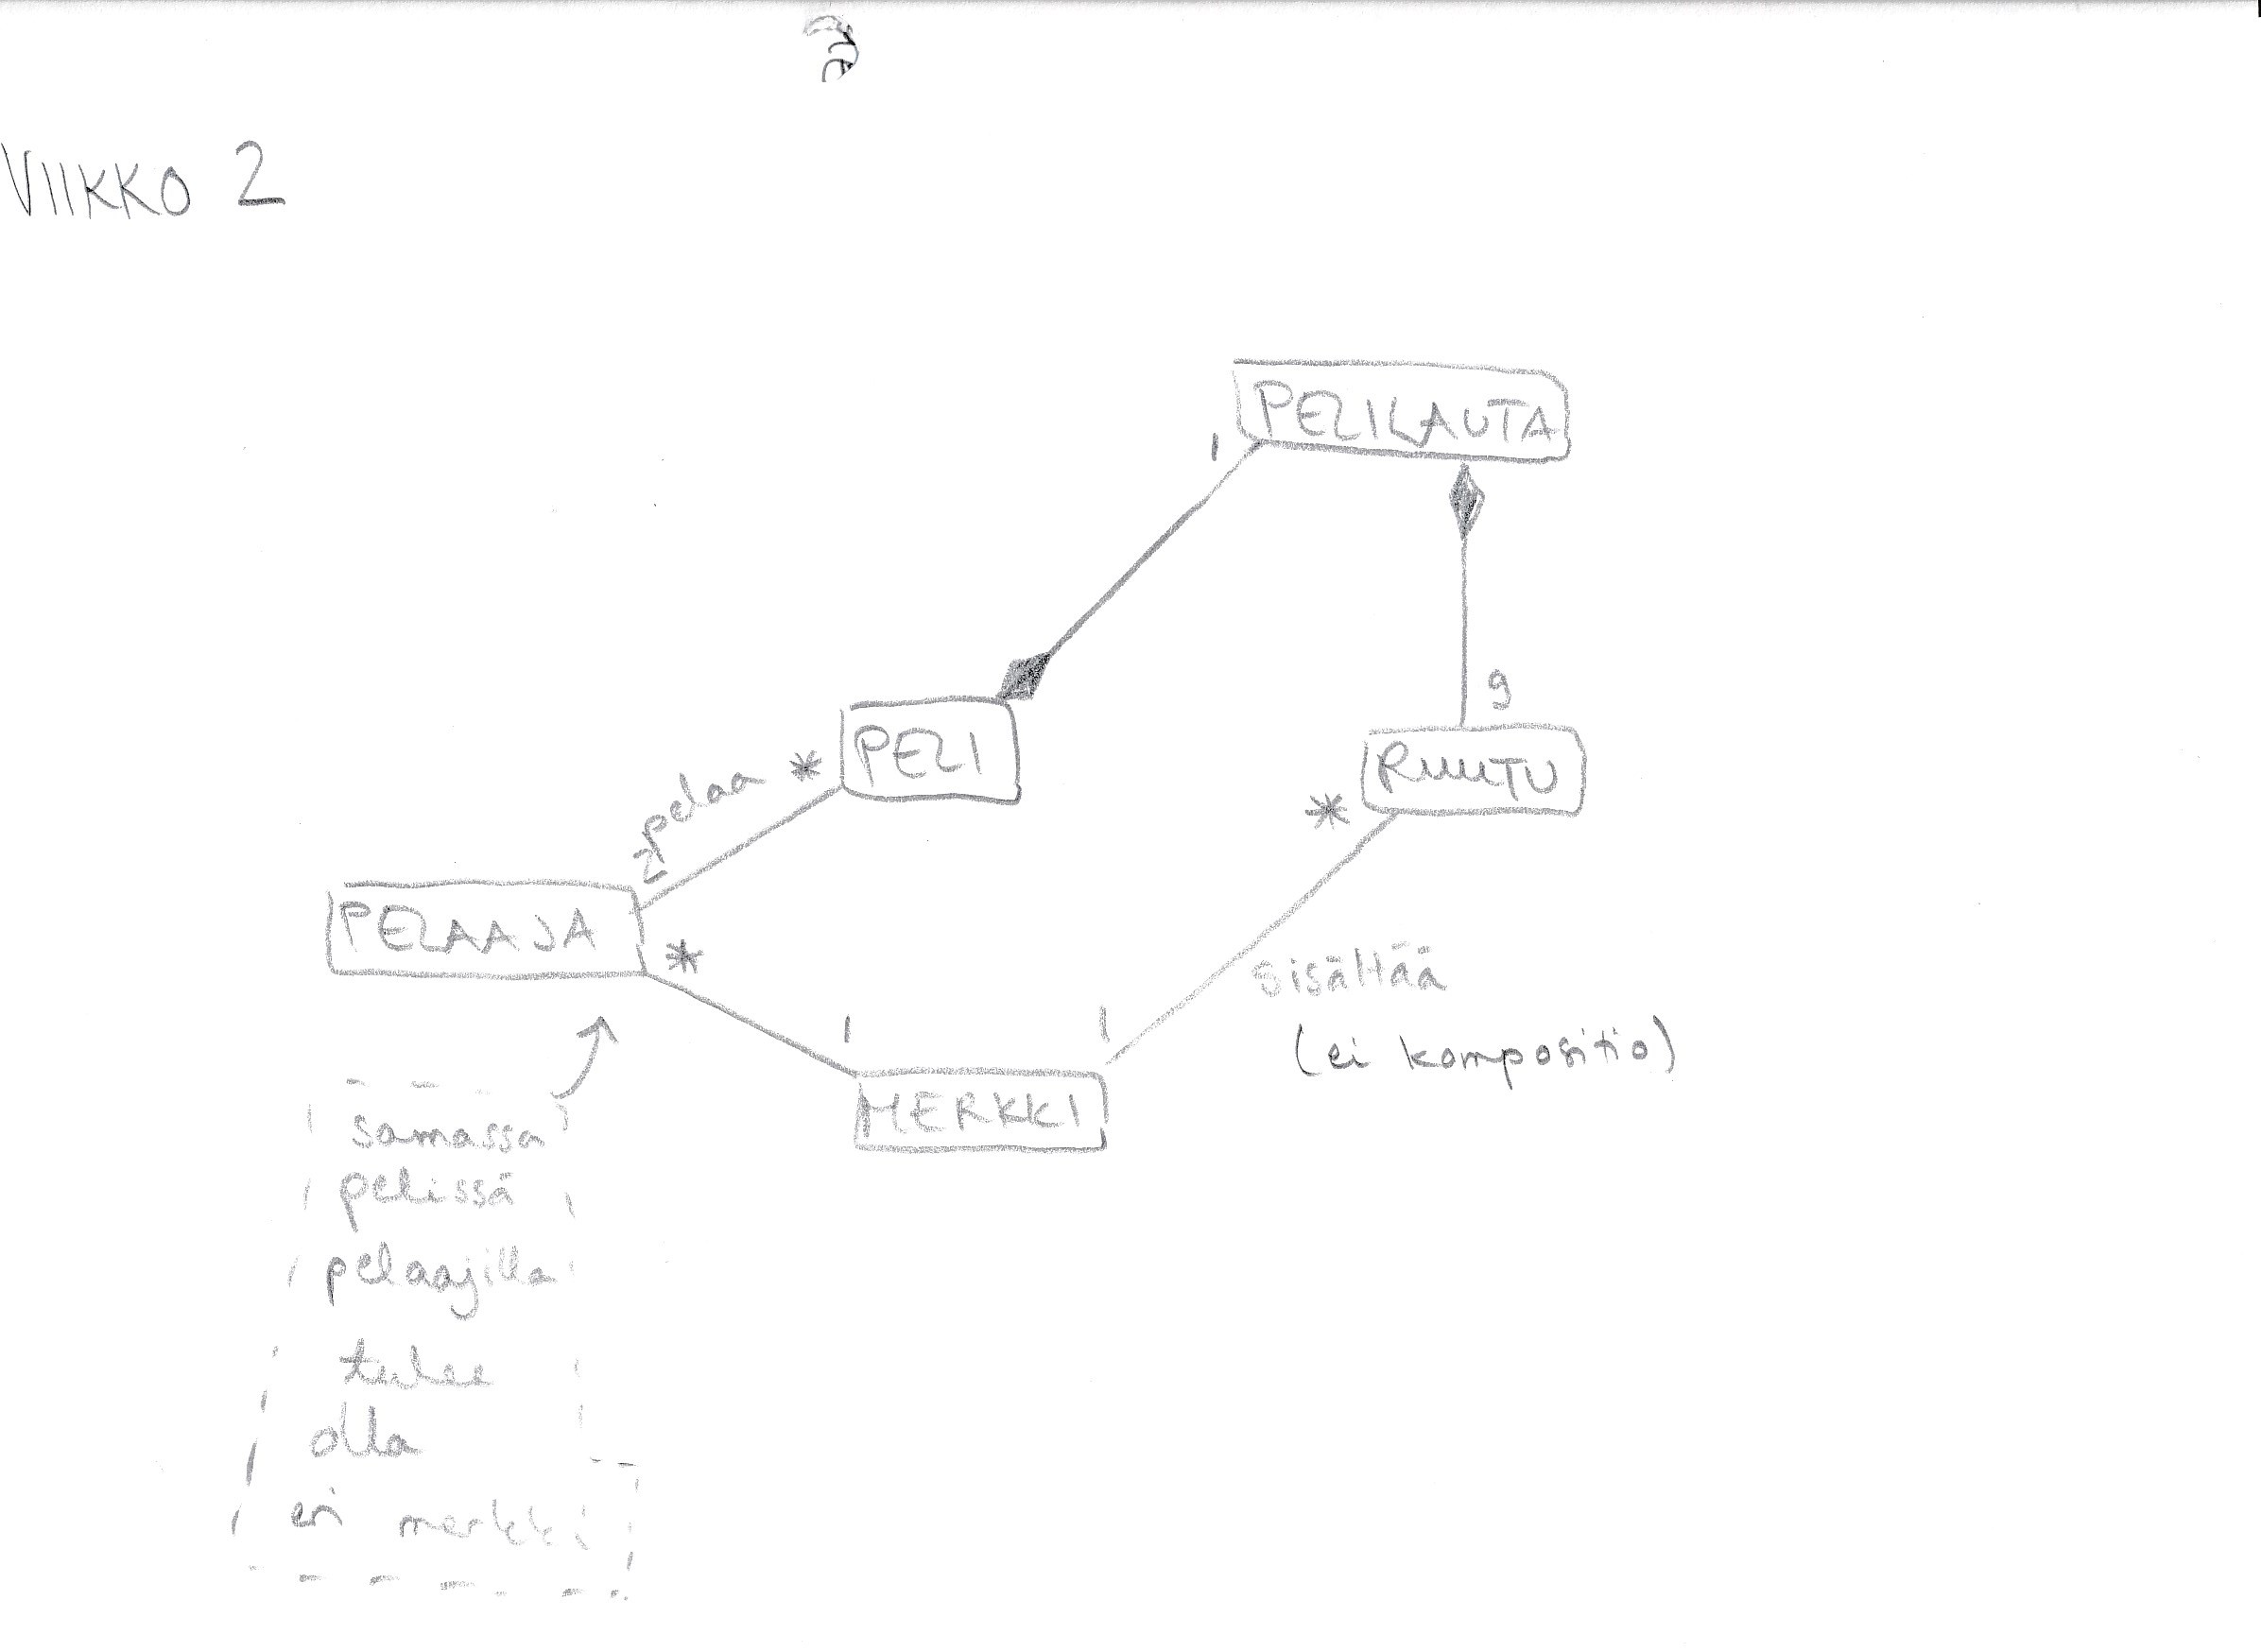 VIIKKO 2
PELILAUTA
1
9
PELI
*
pelaa
2
RUUTU
*
PELAAJA
*
sisältää
(ei kompositio)
1
1
MERKKI
samassa
pelissä
pelaajilla
tulee
olla
eri merkki